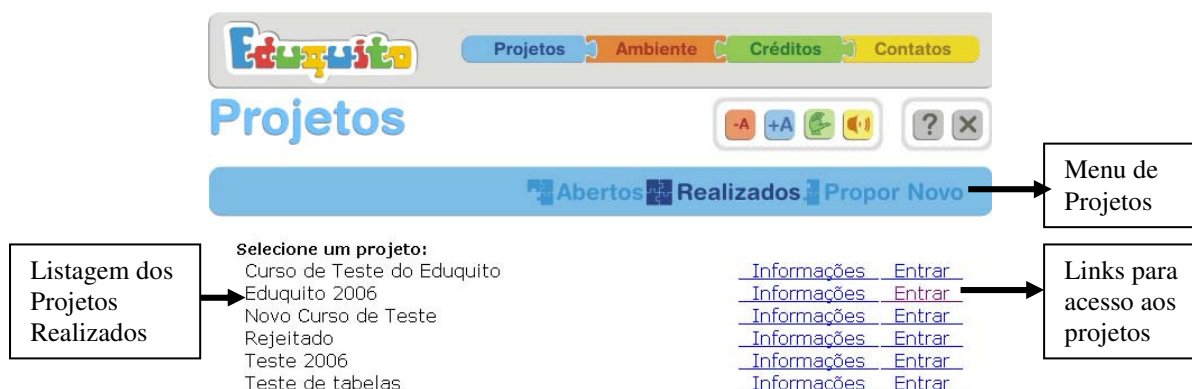 Eduquito
Projetos Ambiente Créditos Contatos
Projetos
-A +A ? X
Abertos Realizados Propor Novo
Menu de
Projetos
Selecione um projeto:
Curso de Teste do Eduquito Informações Entrar
Eduquito 2006 Informações Entrar
Novo Curso de Teste Informações Entrar
Rejeitado Informações Entrar
Teste 2006 Informações Entrar
Teste de tabelas Informações Entrar
Listagem dos
Projetos
Realizados
Links para
acesso aos
projetos